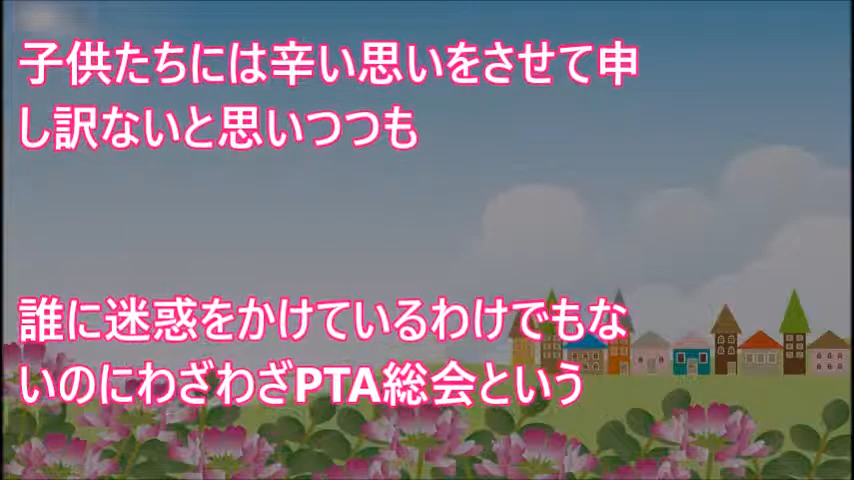 子供たちには辛い思いをさせて申
し訳ないと思いつつも
誰に迷惑をかけているわけでもな
いのにわざわざPTA総会という